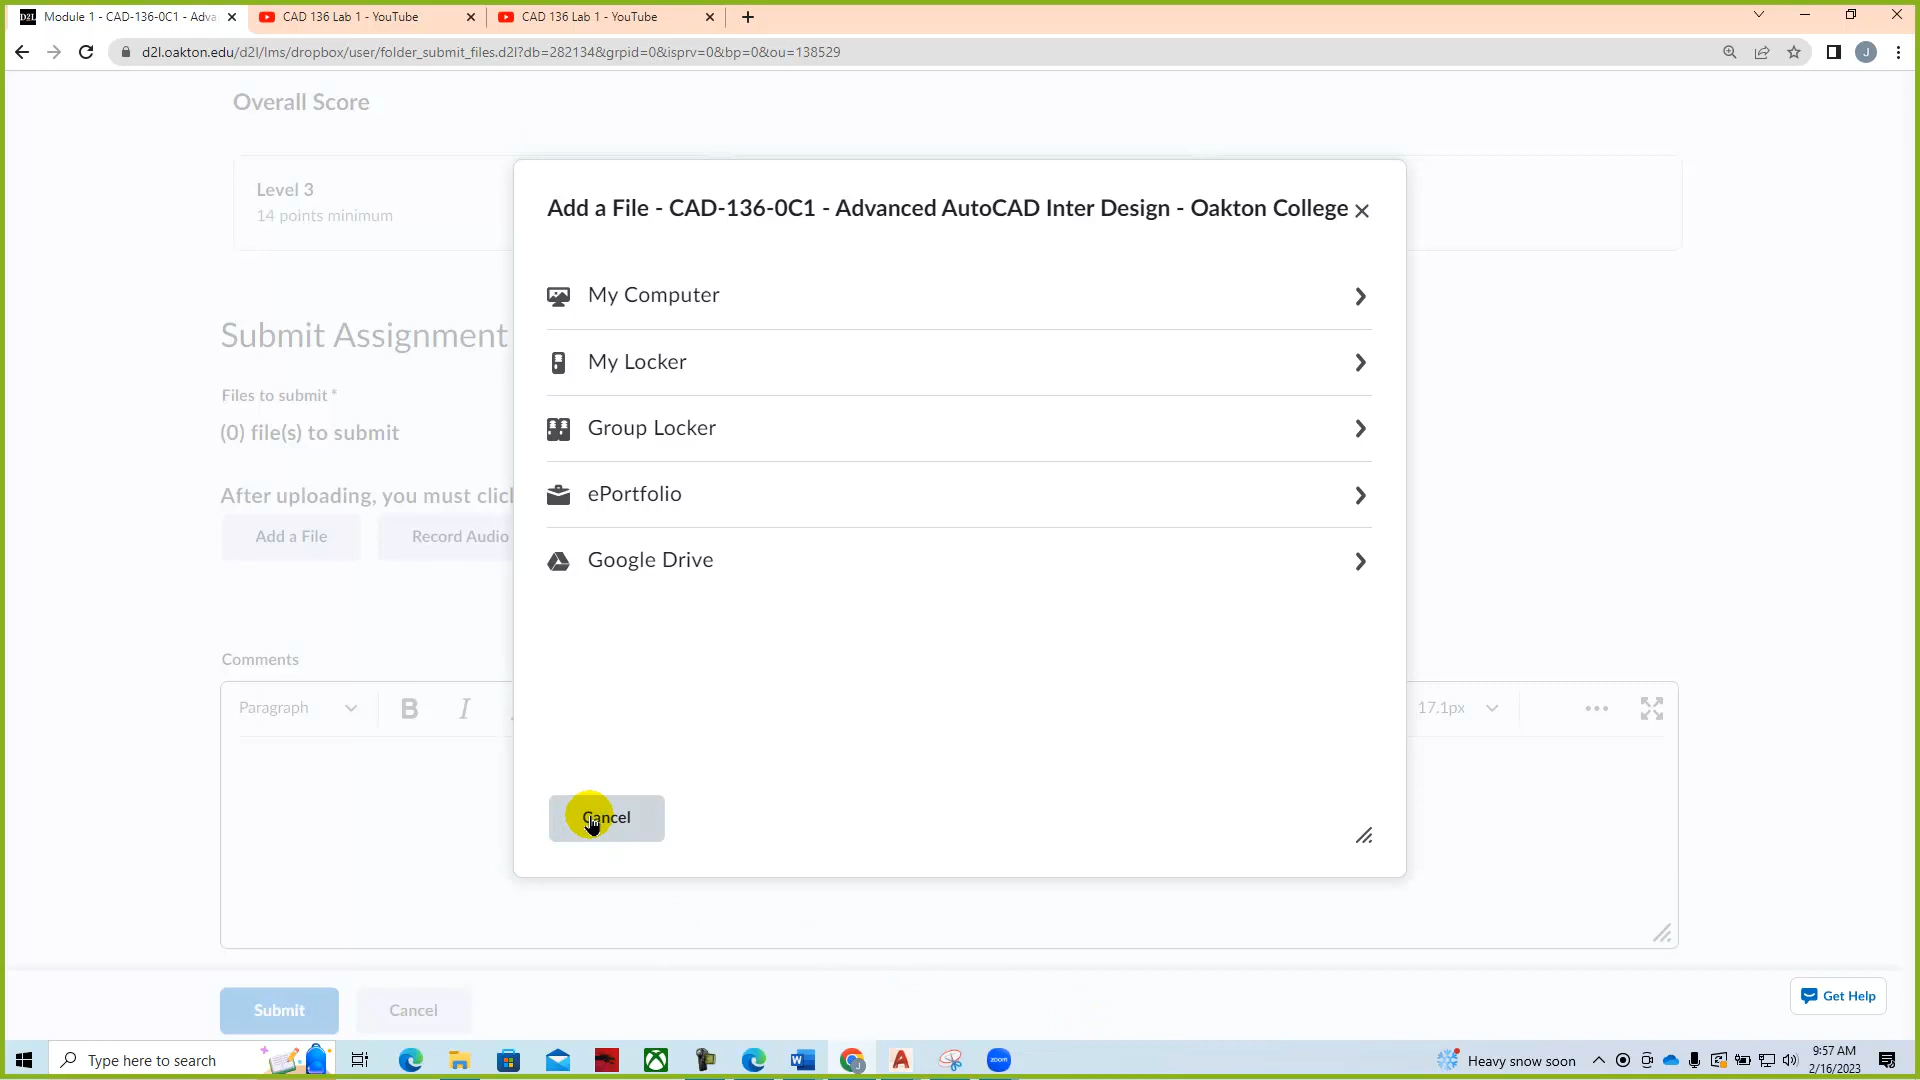 Module 1 - CAD-136-0C1 - Adva
CAD 136 Lab 1 - YouTube
CAD 136 Lab 1 - YouTube
d2l.oakton.edu/d2l/lms/dropbox/user/folder_submit_files.d2l?db=282134&grpid=0&isprv=0&bp=0&ou=138529
J
Overall Score
Level 3
14 points minimum
Add a File - CAD-136-0C1 - Advanced AutoCAD Inter Design - Oakton College
My Computer
My Locker
Group Locker
ePortfolio
Google Drive
Cancel
Submit Assignment
Files to submit *
(0) file(s) to submit
After uploading, you must clic
Add a File
Record Audio
Comments
Paragraph
B
I
17.1px
Submit
Cancel
Get Help
Type here to search
zoom
Heavy snow soon
9:57 AM
2/16/2023